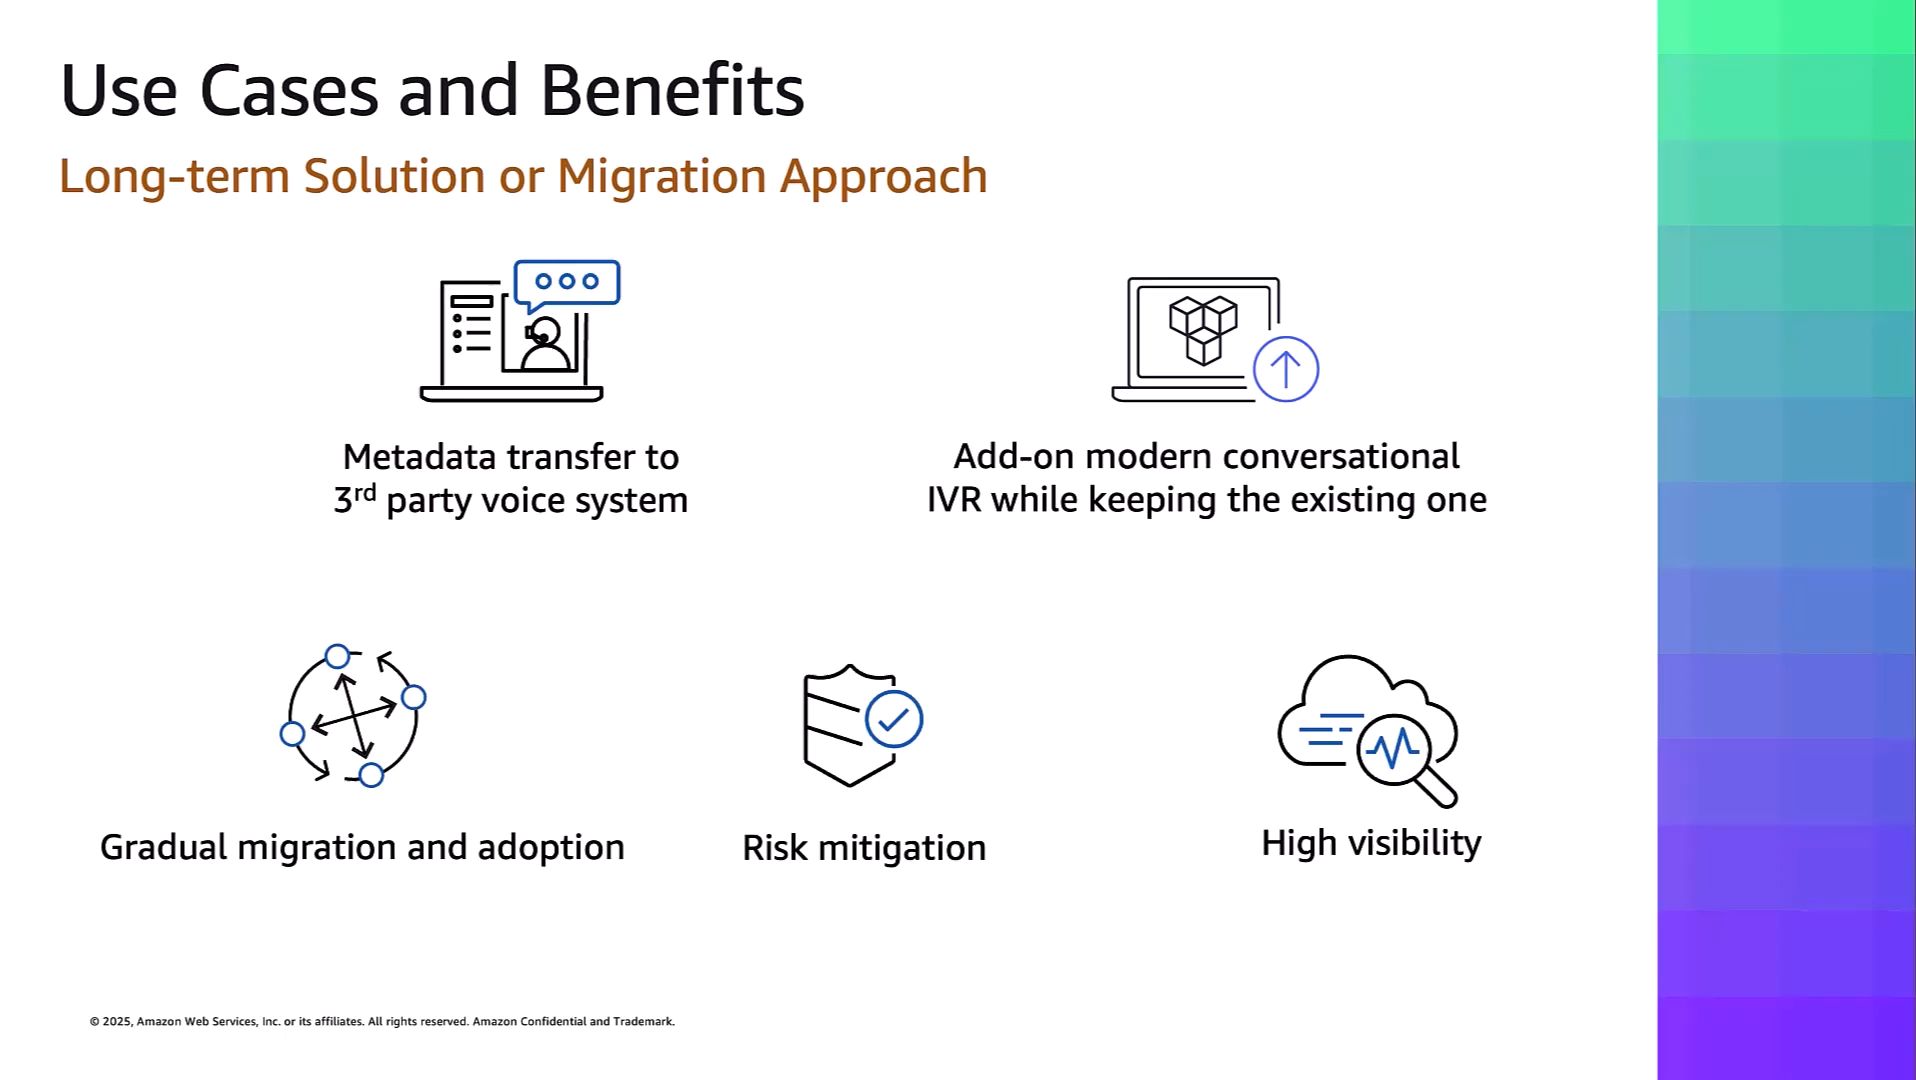 Use Cases and Benefits
Long-term Solution or Migration Approach
Metadata transfer to
3rd party voice system
Add-on modern conversational
IVR while keeping the existing one
Gradual migration and adoption
Risk mitigation
High visibility
© 2025, Amazon Web Services, Inc. or its affiliates. All rights reserved. Amazon Confidential and Trademark.